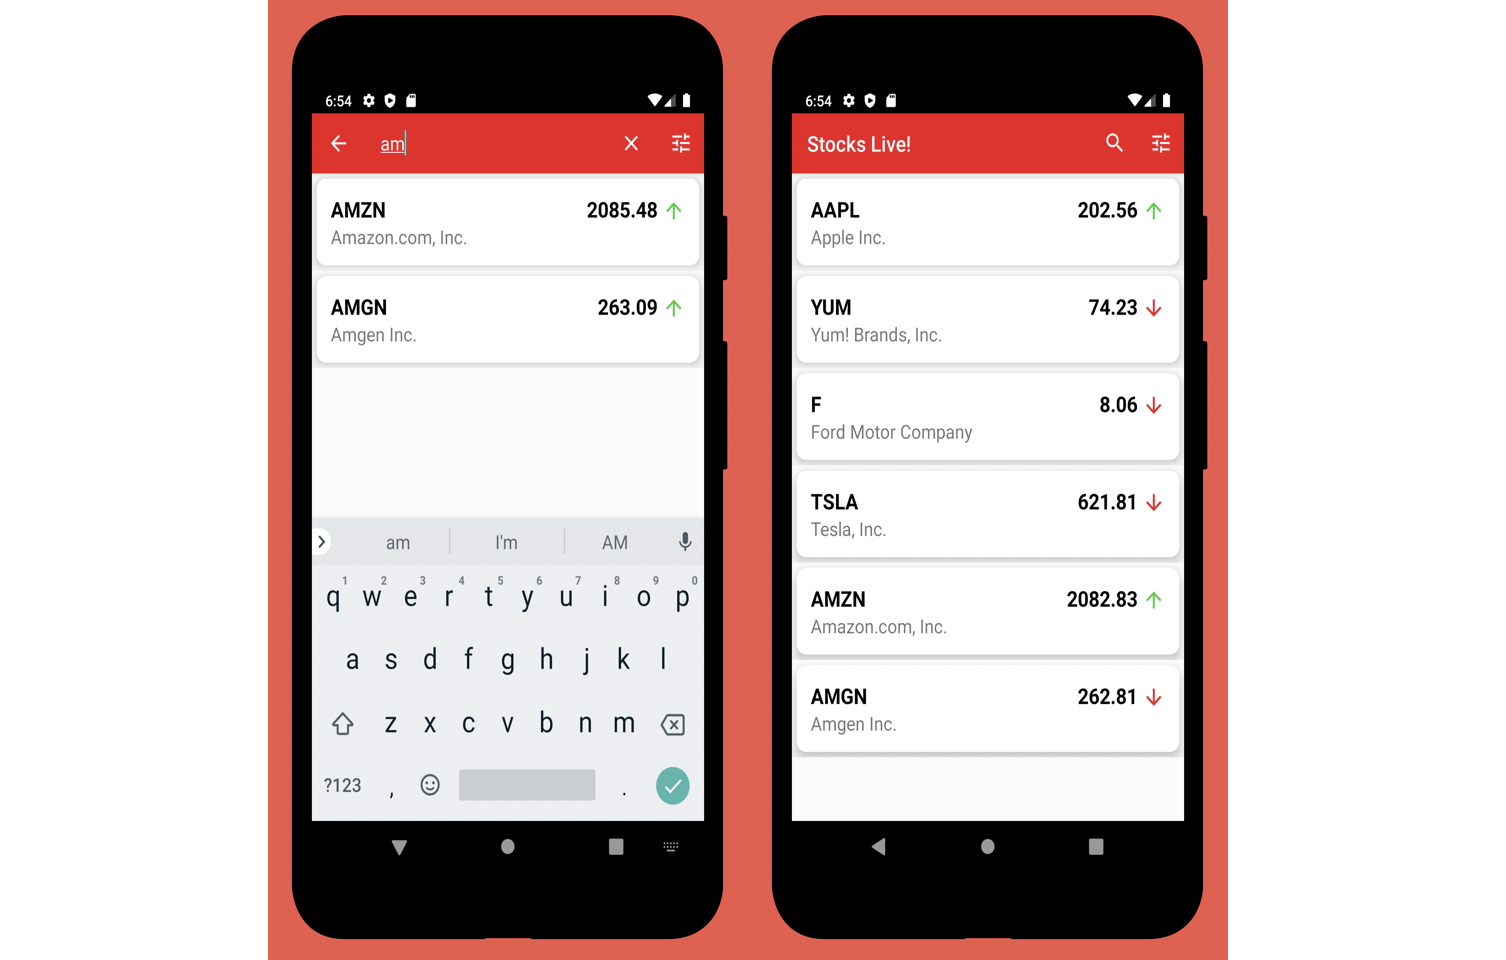 6:54
am
AMZN 2085.48
Amazon.com, Inc.
AMGN 263.09
Amgen Inc.
am I'm AM
1 2 3 4 5 6 7 8 9 0
q w e r t y u i o p
a s d f g h j k l
z x c v b n m
?123 , .
6:54
Stocks Live!
AAPL 202.56
Apple Inc.
YUM 74.23
Yum! Brands, Inc.
F 8.06
Ford Motor Company
TSLA 621.81
Tesla, Inc.
AMZN 2082.83
Amazon.com, Inc.
AMGN 262.81
Amgen Inc.